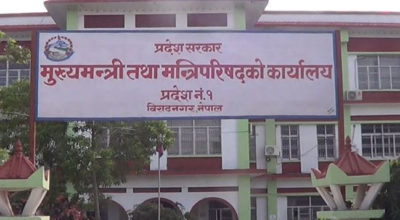 प्रदेश सरकार
मुख्यमन्त्री तथा मन्त्रिपरिषद्को कार्यालय
प्रदेश नं. १
विराटनगर, नेपाल